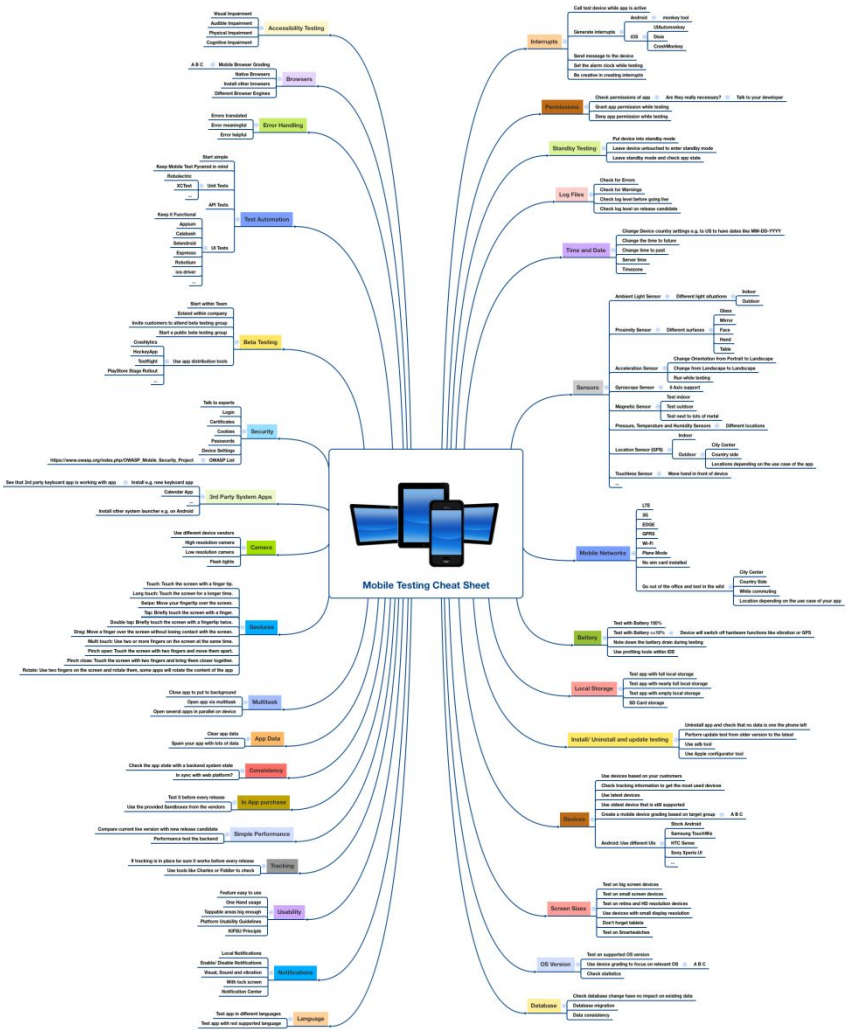 Mobile Testing Cheat Sheet
Accessibility Testing
Visual Impairment
Audible Impairment
Physical Impairment
Cognitive Impairment
Browsers
A B C
Mobile Browser Grading
Native Browsers
Install other browsers
Different Browser Engines
Error Handling
Errors translated
Error meaningful
Error helpful
Test Automation
Start simple
Keep Mobile Test Pyramid in mind
Robolectric
XCTest
...
Unit Tests
API Tests
Keep it Functional
Appium
Calabash
Selendroid
Espresso
Robotium
ios-driver
...
UI Tests
Beta Testing
Start within Team
Extend within company
Invite customers to attend beta testing group
Start a public beta testing group
Crashlytics
HockeyApp
Testflight
PlayStore Stage Rollout
...
Use app distribution tools
Security
Talk to experts
Login
Certificates
Cookies
Passwords
Device Settings
https://www.owasp.org/index.php/OWASP_Mobile_Security_Project
OWASP List
3rd Party System Apps
See that 3rd party keyboard app is working with app
Install e.g. new keyboard app
Calendar App
...
Install other system launcher e.g. on Android
Camera
Use different device vendors
High resolution camera
Low resolution camera
Flash lights
Gestures
Touch: Touch the screen with a finger tip.
Long touch: Touch the screen for a longer time.
Swipe: Move your fingertip over the screen.
Tap: Briefly touch the screen with a finger.
Double tap: Briefly touch the screen with a fingertip twice.
Drag: Move a finger over the screen without losing contact with the screen.
Multi touch: Use two or more fingers on the screen at the same time.
Pinch open: Touch the screen with two fingers and move them apart.
Pinch close: Touch the screen with two fingers and bring them closer together.
Rotate: Use two fingers on the screen and rotate them, some apps will rotate the content of the app
Multitask
Close app to put to background
Open app via multitask
Open several apps in parallel on device
App Data
Clear app data
Spam your app with lots of data
Consistency
Check the app state with a backend system state
In sync with web platform?
In App purchase
Test it before every release
Use the provided Sandboxes from the vendors
Simple Performance
Compare current live version with new release candidate
Performance test the backend
Tracking
If tracking is in place be sure it works before every release
Use tools like Charles or Fiddler to check
Usability
Feature easy to use
One Hand usage
Tappable areas big enough
Platform Usability Guidelines
KIFSU Principle
Notifications
Local Notifications
Enable/ Disable Notifications
Visual, Sound and vibration
With lock screen
Notification Center
Language
Test app in different languages
Test app with not supported language
Interrupts
Call test device while app is active
Generate interrupts
Android
monkey tool
iOS
UIAutomonkey
Dixie
CrashMonkey
Send message to the device
Set the alarm clock while testing
Be creative in creating interrupts
Permissions
Check permissions of app
Are they really necessary?
Talk to your developer
Grant app permission while testing
Deny app permission while testing
Standby Testing
Put device into standby mode
Leave device untouched to enter standby mode
Leave standby mode and check app state
Log Files
Check for Errors
Check for Warnings
Check log level before going live
Check log level on release candidate
Time and Date
Change Device country settings e.g. to US to have dates like MM-DD-YYYY
Change the time to future
Change time to past
Server time
Timezone
Sensors
Ambient Light Sensor
Different light situations
Indoor
Outdoor
Proximity Sensor
Different surfaces
Glass
Mirror
Face
Hand
Table
Acceleration Sensor
Change Orientation from Portrait to Landscape
Change from Landscape to Landscape
Run while testing
Gyroscope Sensor
6 Axis support
Magnetic Sensor
Test indoor
Test outdoor
Test next to lots of metal
Pressure, Temperature and Humidity Sensors
Different locations
Location Sensor (GPS)
Indoor
Outdoor
City Center
Country side
Locations depending on the use case of the app
Touchless Sensor
Wave hand in front of device
...
Mobile Networks
LTE
3G
EDGE
GPRS
Wi-Fi
Plane Mode
No sim card installed
Go out of the office and test in the wild
City Center
Country Side
While commuting
Location depending on the use case of your app
Battery
Test with Battery 100%
Test with Battery <=10%
Device will switch off hardware functions like vibration or GPS
Note down the battery drain during testing
Use profiling tools within IDE
Local Storage
Test app with full local storage
Test app with nearly full local storage
Test app with empty local storage
SD Card storage
Install/ Uninstall and update testing
Uninstall app and check that no data is one the phone left
Perform update test from older version to the latest
Use adb tool
Use Apple configurator tool
Devices
Use devices based on your customers
Check tracking information to get the most used devices
Use latest devices
Use oldest device that is still supported
Create a mobile device grading based on target group
A B C
Android: Use different UIs
Stock Android
Samsung TouchWiz
HTC Sense
Sony Xperia UI
...
Screen Sizes
Test on big screen devices
Test on small screen devices
Test on retina and HD resolution devices
Use devices with small display resolution
Don't forget tablets
Test on Smartwatches
OS Version
Test on supported OS version
Use device grading to focus on relevant OS
A B C
Check statistics
Database
Check database change have no impact on existing data
Database migration
Data consistency